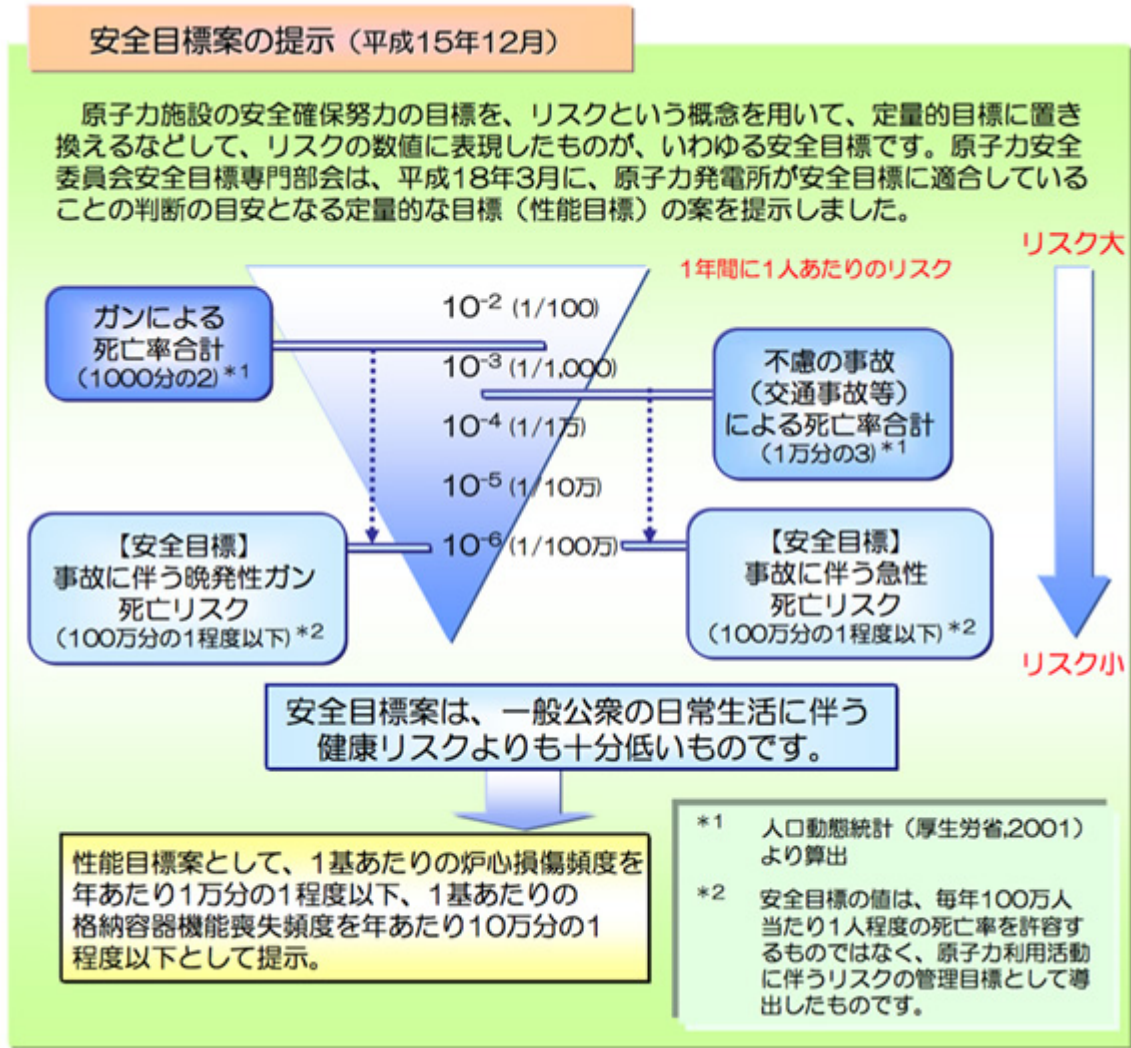 安全目標案の提示（平成15年12月）
原子力施設の安全確保努力の目標を、リスクという概念を用いて、定量的目標に置き
換えるなどして、リスクの数値に表現したものが、いわゆる安全目標です。原子力安全
委員会安全目標専門部会は、平成18年3月に、原子力発電所が安全目標に適合している
ことの判断の目安となる定量的な目標（性能目標）の案を提示しました。
リスク大
1年間に1人あたりのリスク
ガンによる
死亡率合計
（1000分の2）*1
10⁻² (1/100)
10⁻³ (1/1,000)
10⁻⁴ (1/1万)
10⁻⁵ (1/10万)
10⁻⁶ (1/100万)
不慮の事故
（交通事故等）
による死亡率合計
（1万分の3）*1
【安全目標】
事故に伴う晩発性ガン
死亡リスク
（100万分の1程度以下）*2
【安全目標】
事故に伴う急性
死亡リスク
（100万分の1程度以下）*2
リスク小
安全目標案は、一般公衆の日常生活に伴う
健康リスクよりも十分低いものです。
性能目標案として、1基あたりの炉心損傷頻度を
年あたり1万分の1程度以下、1基あたりの
格納容器機能喪失頻度を年あたり10万分の1
程度以下として提示。
*1 人口動態統計（厚生労省,2001）
より算出
*2 安全目標の値は、毎年100万人
当たり1人程度の死亡率を許容す
るものではなく、原子力利用活動
に伴うリスクの管理目標として導
出したものです。